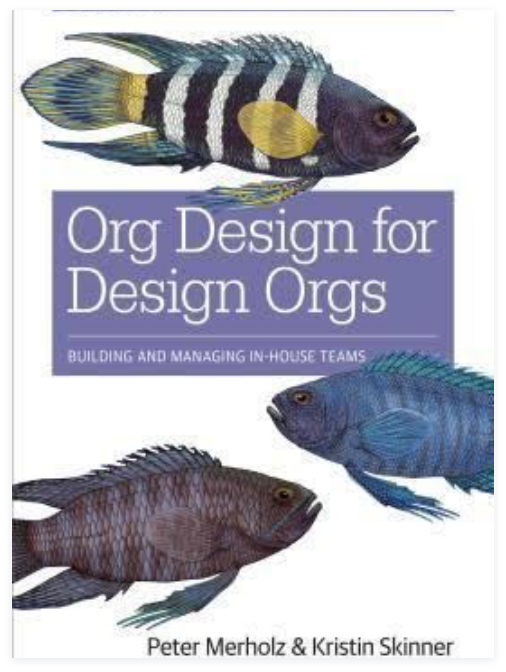 Org Design for
Design Orgs
BUILDING AND MANAGING IN-HOUSE TEAMS
Peter Merholz & Kristin Skinner